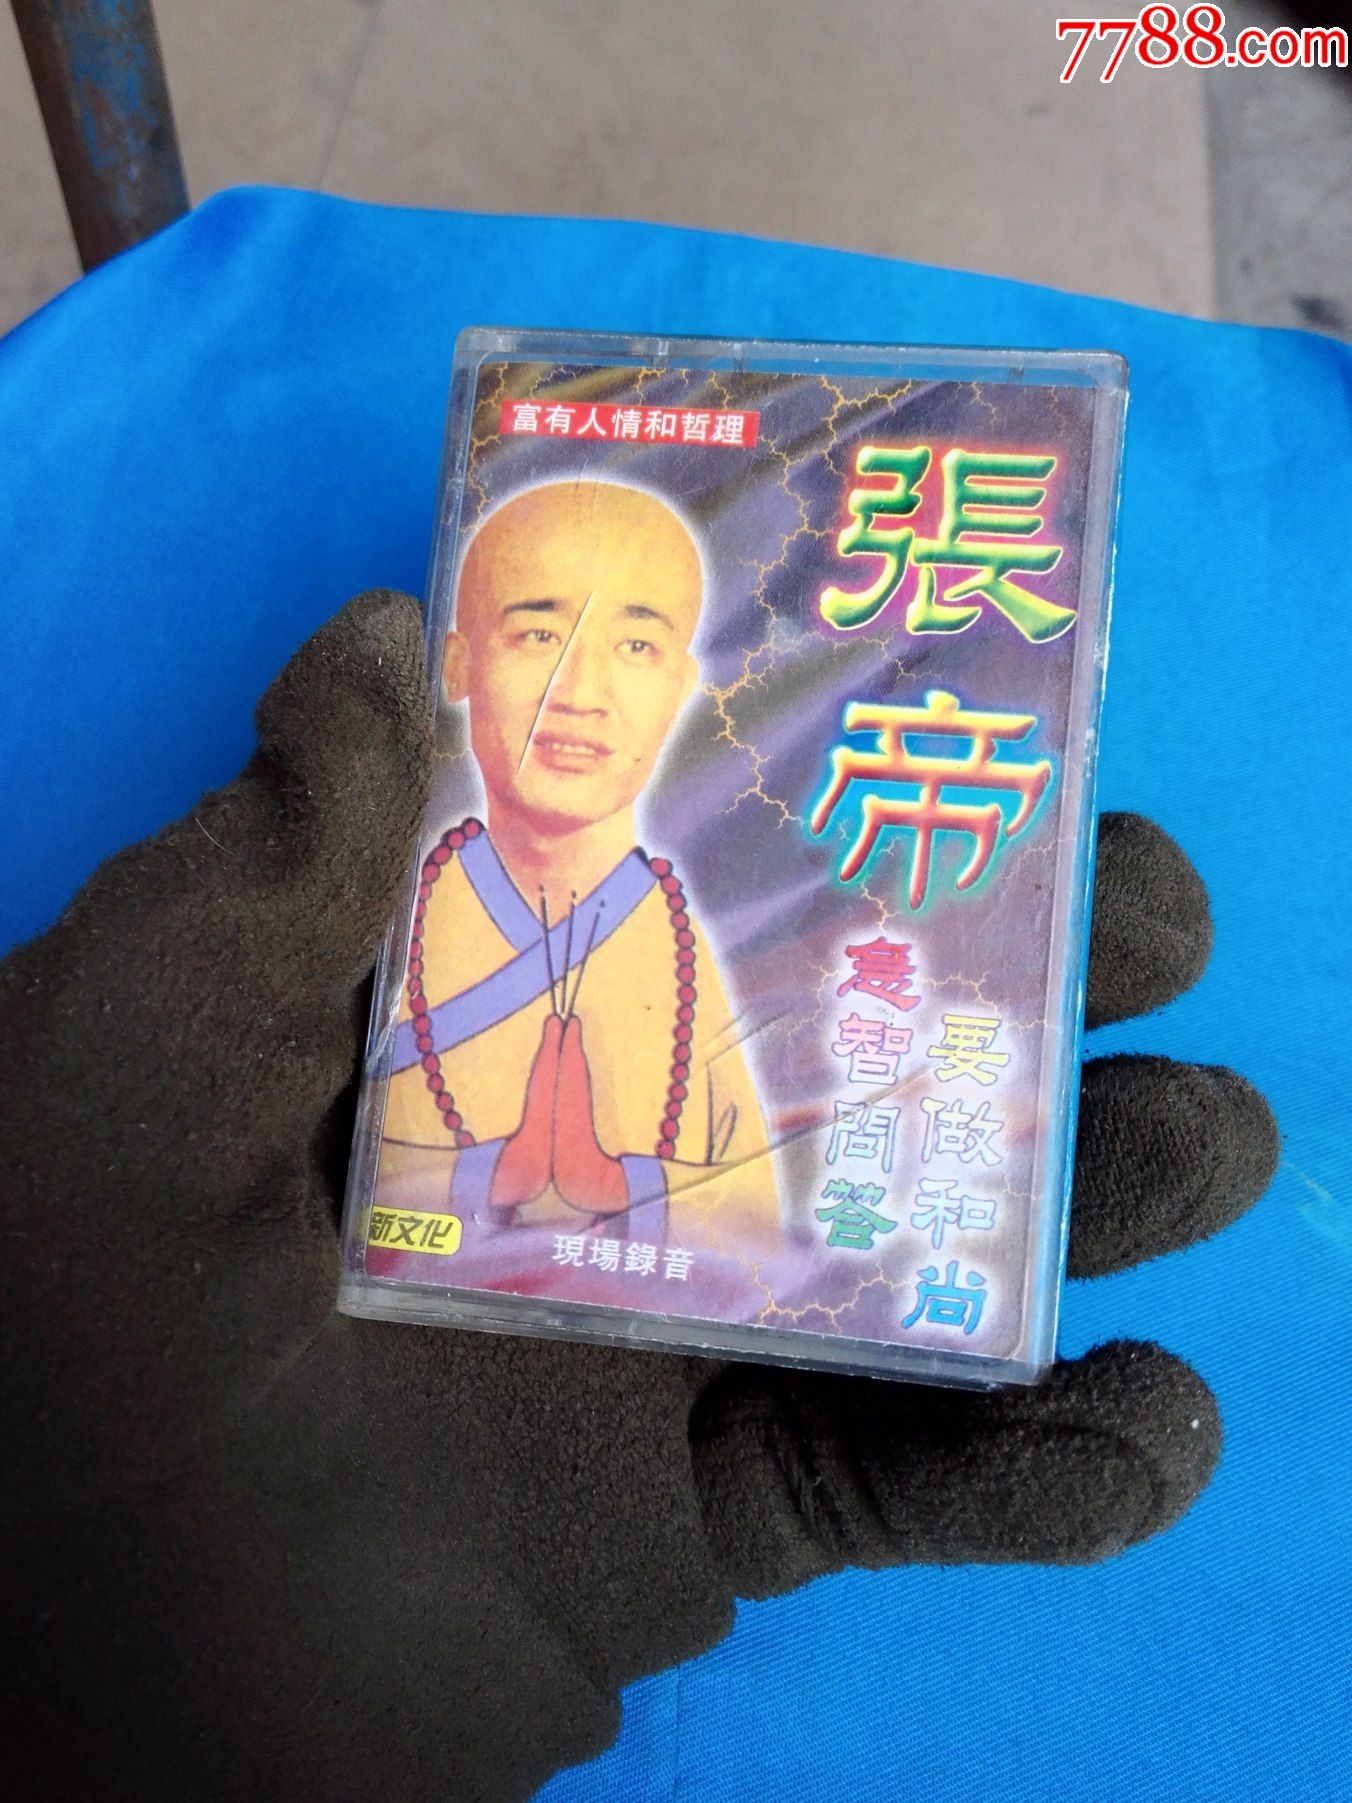 7788.com
富有人情和哲理
張帝
急智問答
要做和尚
新文化
現場錄音